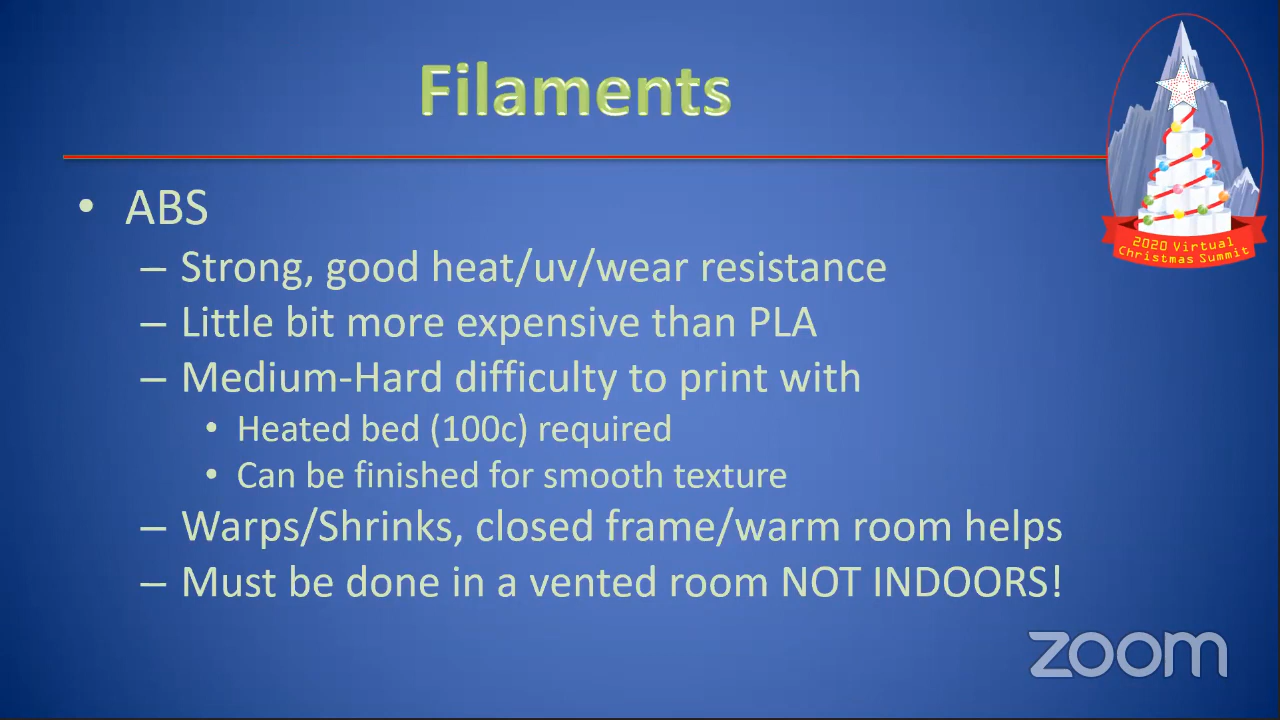 Filaments
• ABS
– Strong, good heat/uv/wear resistance
– Little bit more expensive than PLA
– Medium-Hard difficulty to print with
• Heated bed (100c) required
• Can be finished for smooth texture
– Warps/Shrinks, closed frame/warm room helps
– Must be done in a vented room NOT INDOORS!
2020 Virtual
Christmas Summit
zoom